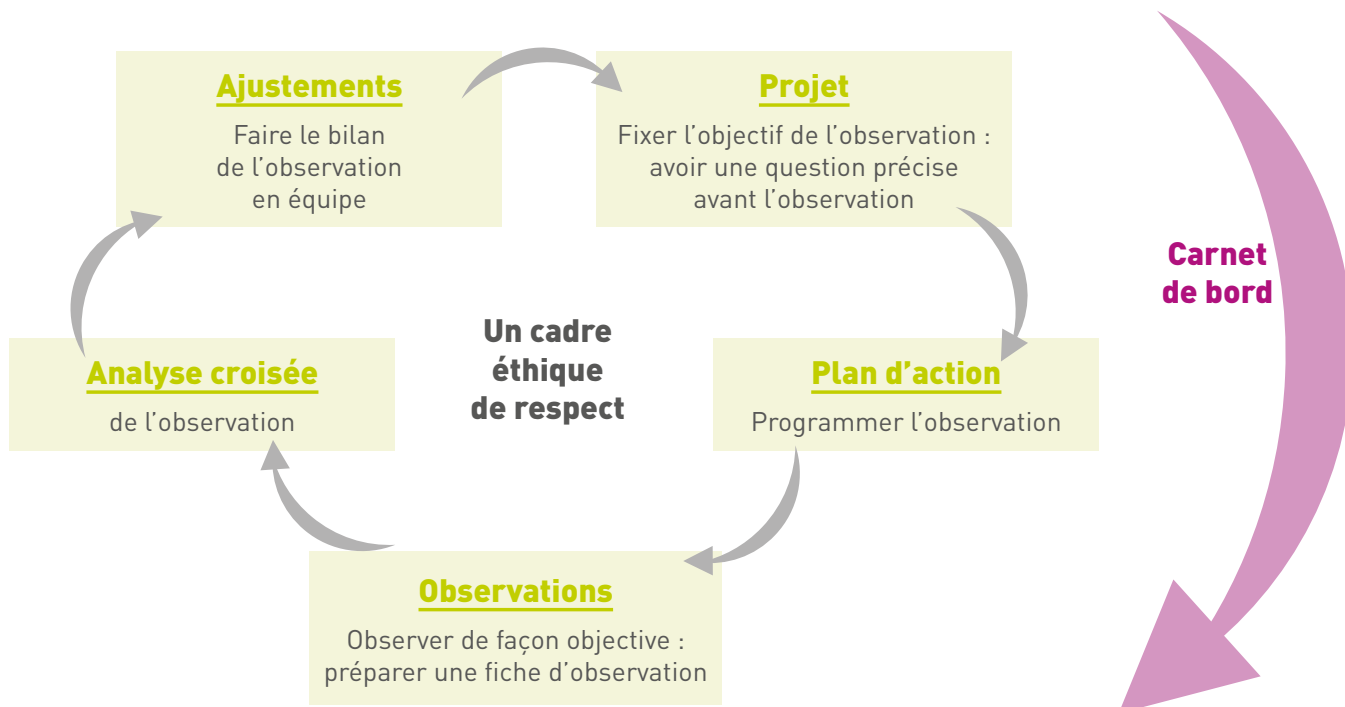 Ajustements
Faire le bilan
de l’observation
en équipe
Projet
Fixer l’objectif de l’observation :
avoir une question précise
avant l’observation
Carnet
de bord
Un cadre
éthique
de respect
Analyse croisée
de l’observation
Plan d’action
Programmer l’observation
Observations
Observer de façon objective :
préparer une fiche d’observation